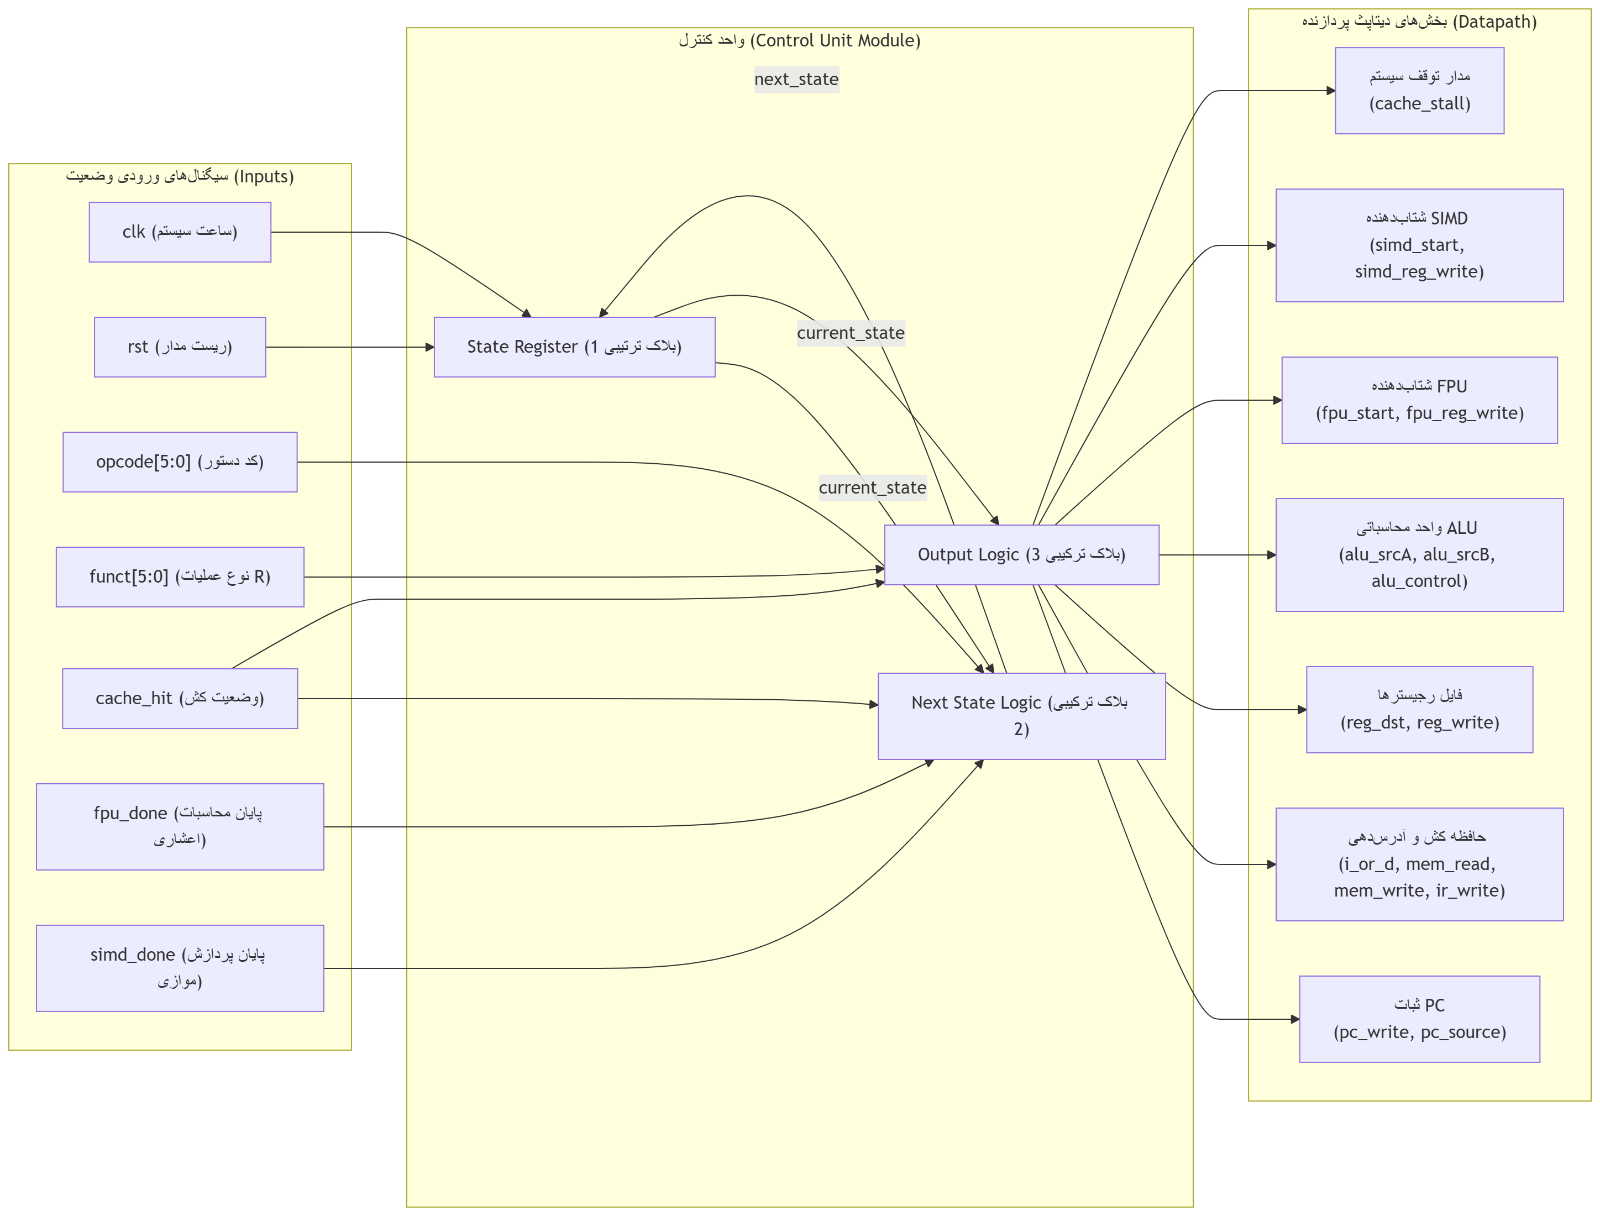 سیگنال‌های ورودی وضعیت (Inputs)
clk (ساعت سیستم)
rst (ریست مدار)
opcode[5:0] (کد دستور)
funct[5:0] (نوع عملیات R)
cache_hit (وضعیت کش)
fpu_done (پایان محاسبات
اعشاری)
simd_done (پایان پردازش
موازی)
واحد کنترل (Control Unit Module)
next_state
State Register (بلاک ترتیبی 1)
current_state
current_state
Output Logic (بلاک ترکیبی 3)
Next State Logic (بلاک ترکیبی
2)
بخش‌های دیتاپث پردازنده (Datapath)
مدار توقف سیستم
(cache_stall)
شتاب‌دهنده SIMD
(simd_start,
simd_reg_write)
شتاب‌دهنده FPU
(fpu_start, fpu_reg_write)
واحد محاسباتی ALU
(alu_srcA, alu_srcB,
alu_control)
فایل رجیسترها
(reg_dst, reg_write)
حافظه کش و آدرس‌دهی
(i_or_d, mem_read,
mem_write, ir_write)
ثبات PC
(pc_write, pc_source)